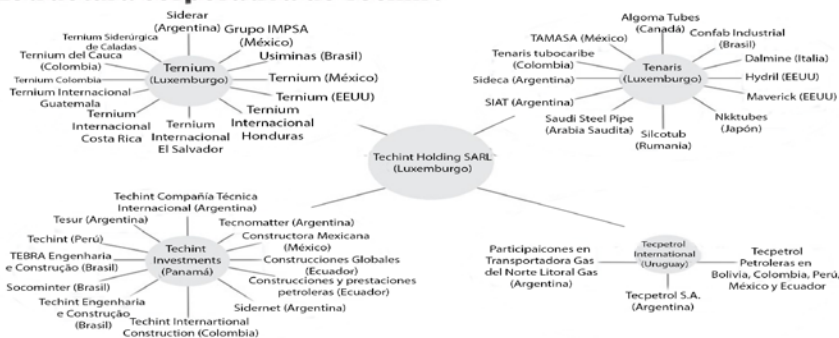 Siderar
(Argentina)
Grupo IMPSA
(México)
Ternium Siderúrgica
de Caladas
Usiminas (Brasil)
Ternium del Cauca
(Colombia)
Ternium
(Luxemburgo)
Ternium (México)
Ternium Colombia
Ternium (EEUU)
Ternium Internacional
Guatemala
Ternium
Internacional
Honduras
Ternium
Internacional
Costa Rica
Ternium
Internacional
El Salvador
Algoma Tubes
(Canadá)
TAMASA (México)
Confab Industrial
(Brasil)
Tenaris tubocaribe
(Colombia)
Tenaris
(Luxemburgo)
Dalmine (Italia)
Sideca (Argentina)
Hydril (EEUU)
Maverick (EEUU)
SIAT (Argentina)
Saudi Steel Pipe
(Arabia Saudita)
Silcotub
(Rumania)
Nkktubes
(Japón)
Techint Holding SARL
(Luxemburgo)
Techint Compañía Técnica
Internacional (Argentina)
Tesur (Argentina)
Tecnomatter (Argentina)
Techint (Perú)
Constructora Mexicana
(México)
TEBRA Engenharia
e Construção (Brasil)
Techint
Investments
(Panamá)
Construcciones Globales
(Ecuador)
Socominter (Brasil)
Construcciones y prestaciones
petroleras (Ecuador)
Techint Engenharia
e Construção
(Brasil)
Sidernet (Argentina)
Techint Internartional
Construction (Colombia)
Participaicones en
Transportadora Gas
del Norte Litoral Gas
(Argentina)
Tecpetrol
International
(Uruguay)
Tecpetrol
Petroleras en
Bolivia, Colombia, Perú,
México y Ecuador
Tecpetrol S.A.
(Argentina)